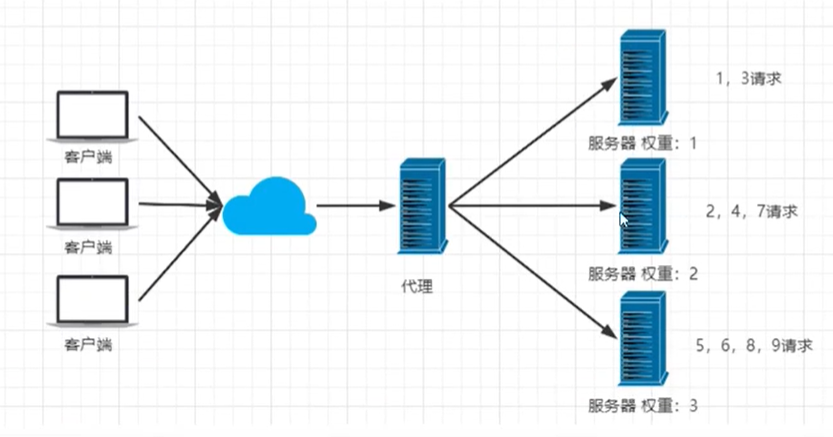 1，3请求
服务器 权重：1
客户端
2，4，7请求
客户端
服务器 权重：2
代理
客户端
5，6，8，9请求
服务器 权重：3